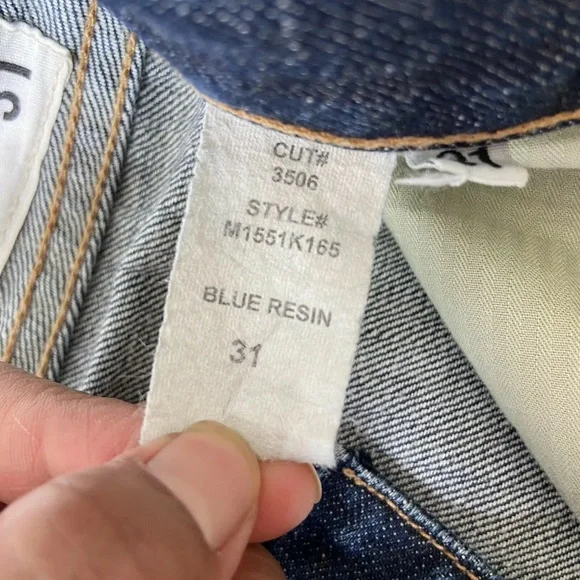 CUT#
3506
STYLE#
M1551K165
BLUE RESIN
31